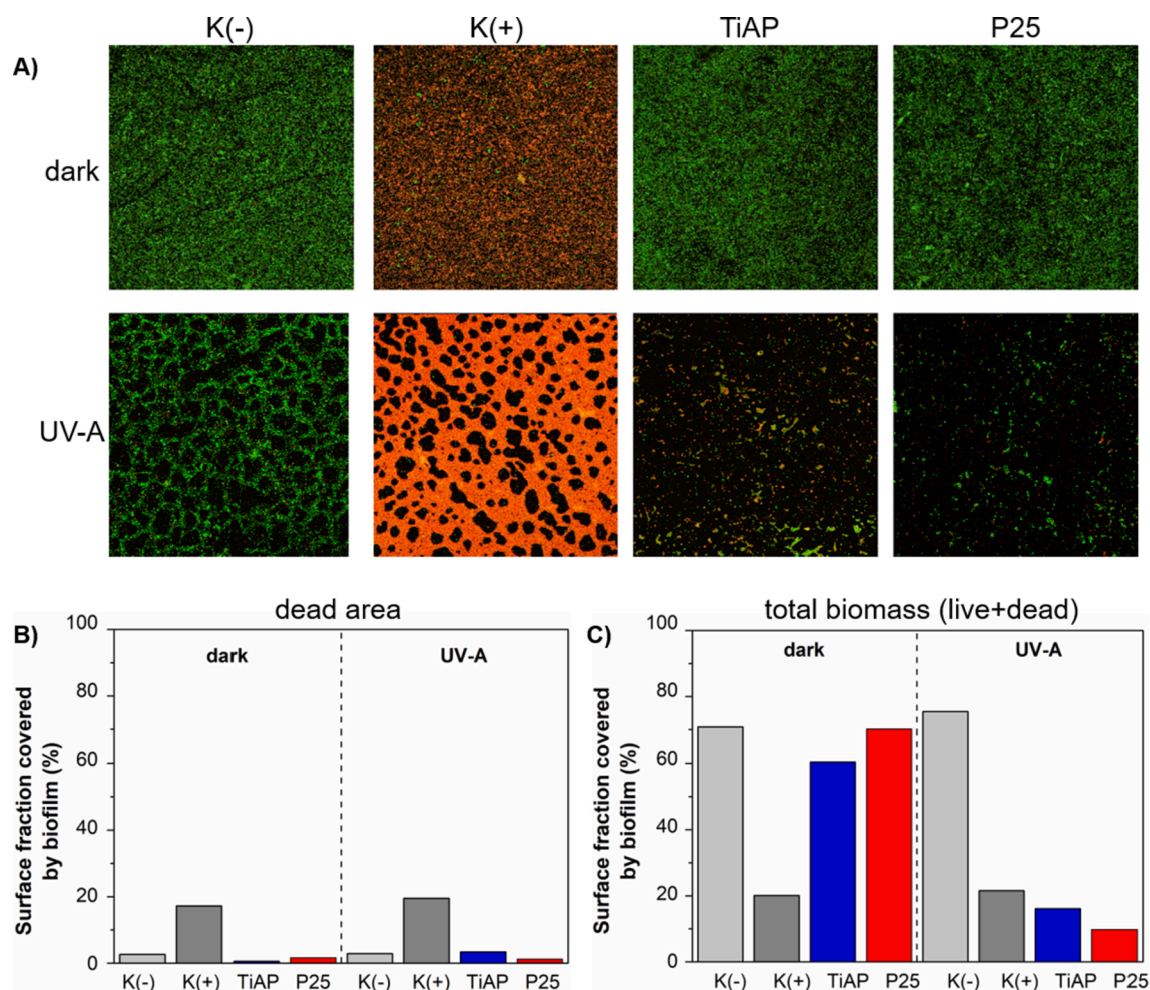 K(-) K(+) TiAP P25
A)
dark
UV-A
dead area
B)
100
80
60
40
20
0
Surface fraction covered
by biofilm (%)
dark UV-A
K(-) K(+) TiAP P25 K(-) K(+) TiAP P25
total biomass (live+dead)
C)
100
80
60
40
20
0
Surface fraction covered
by biofilm (%)
dark UV-A
K(-) K(+) TiAP P25 K(-) K(+) TiAP P25